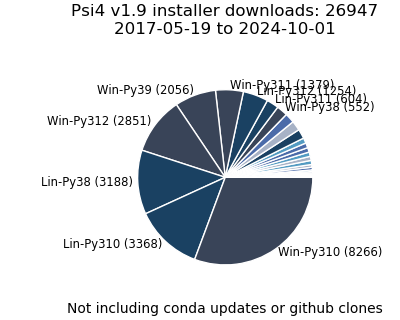 Psi4 v1.9 installer downloads: 26947
2017-05-19 to 2024-10-01
Win-Py311 (1379)
Lin-Py312 (1254)
Lin-Py311 (604)
Win-Py38 (552)
Win-Py39 (2056)
Win-Py312 (2851)
Lin-Py38 (3188)
Lin-Py310 (3368)
Win-Py310 (8266)
Not including conda updates or github clones